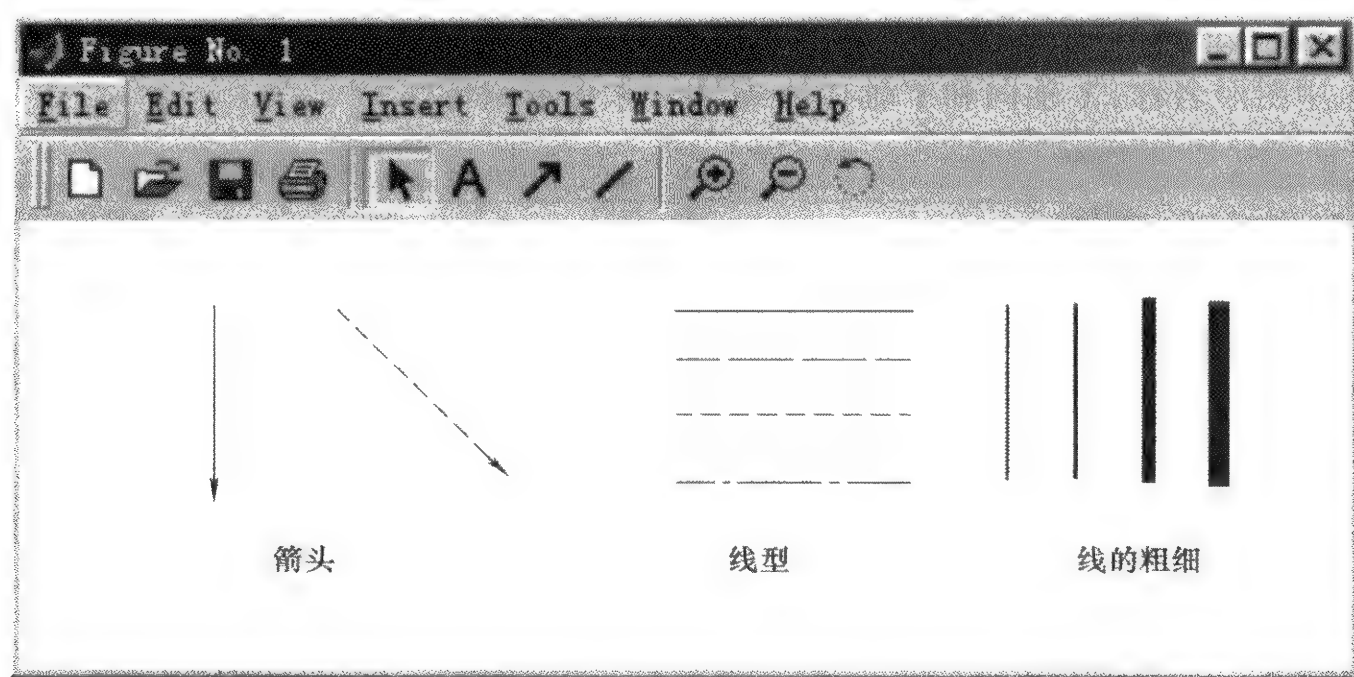 Figure No. 1
File Edit View Insert Tools Window Help
A
箭头 线型 线的粗细